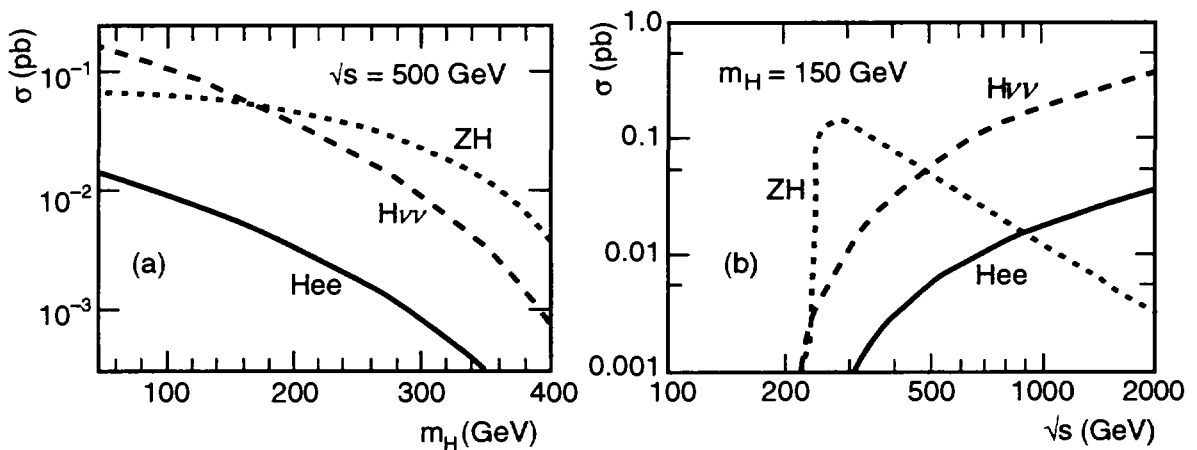 σ (pb)
10⁻¹
10⁻²
10⁻³
√s = 500 GeV
ZH
Hνν
Hee
(a)
100 200 300 400
m_H (GeV)
σ (pb)
1.0
0.1
0.01
0.001
m_H = 150 GeV
Hνν
ZH
Hee
(b)
100 200 500 1000 2000
√s (GeV)